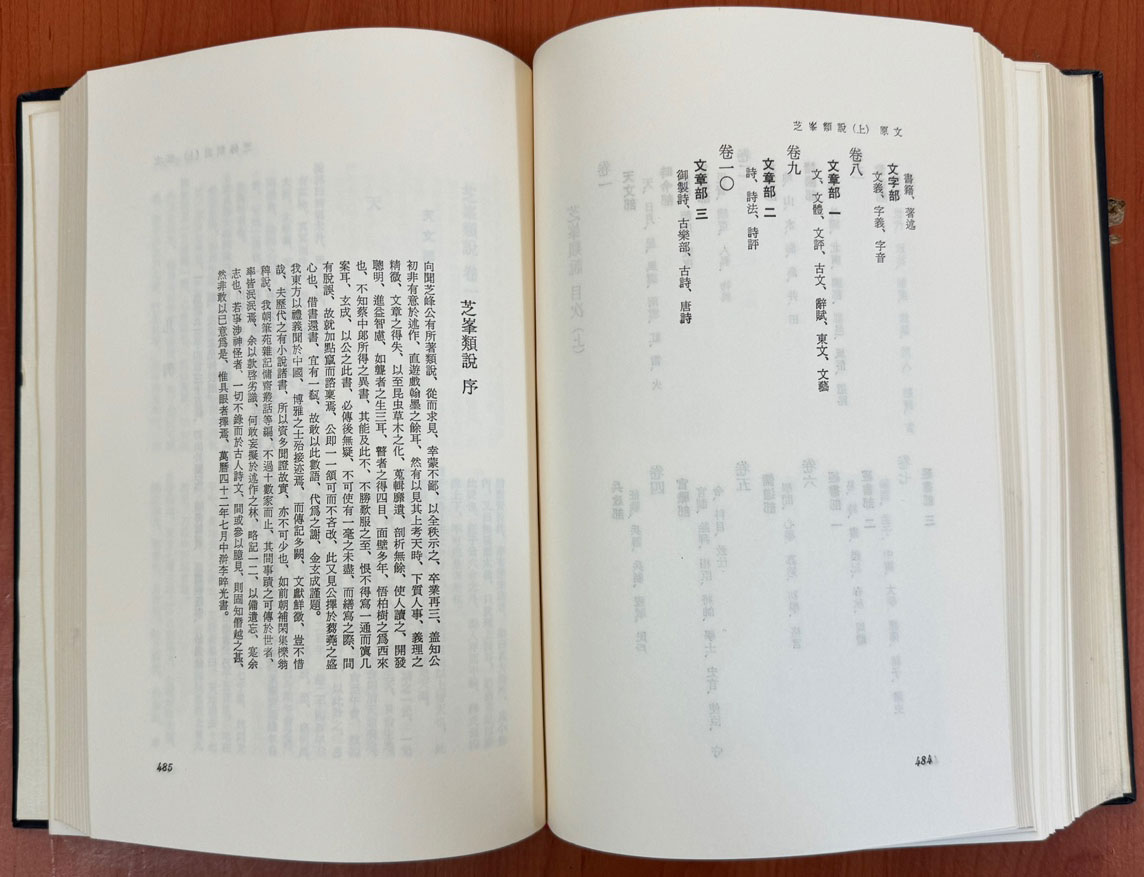 芝峯類說(上) 原文
書籍、著述
文字部
文義、字義、字音
卷八
文章部 一
文、文體、文評、古文、辭賦、東文、文藝
卷九
文章部 二
詩、詩法、詩評
卷一〇
文章部 三
御製詩、古樂部、古詩、唐詩
484
芝峯類說 序
向聞芝峰公有所著類說、從而求見、幸蒙不鄙、以全秩示之、卒業再三、盖知公
初非有意於述作、直遊戲翰墨之餘耳、然有以見其上考天時、下質人事、義理之
精微、文章之得失、以至昆虫草木之化、蒐輯靡遺、剖析無餘、使人讀之、開發
聰明、進益智慮、如聾者之生三耳、瞽者之得四目、面壁多年、悟柏樹之爲西來
也、不知蔡中郞所得之異書、其能及此不、不勝歎服之至、恨不得寫一通而寘几
案耳、玄成、以公之此書、必傳後無疑、不可使有一毫之未盡、而繕寫之際、間
有脫誤、故就加點竄而諮稟焉、公卽一一頷可而不吝改、此又見公擇於蒭蕘之盛
心也、借書還書、宜有一瓻、故敢以此數語、代爲之謝、金玄成謹題。
我東方以禮義聞於中國、博雅之士殆接迹焉、而傳記多闕、文獻鮮徵、豈不惜
哉、夫歷代之有小說諸書、所以資多聞證故實、亦不可少也、如前朝補閑集櫟翁
稗說、我朝筆苑雜記慵齋叢話等編、不過十數家而止、其間事蹟之可傳於世者、
率皆泯泯焉、余以款啓劣識、何敢妄擬於述作之林、略記一二、以備遺忘、寔余
志也、若事涉神怪者、一切不錄而於古人詩文、間或參以臆見、則固知僭越之甚、
然非敢以已意爲是、惟具眼者擇焉、萬曆四十二年七月中澣李晬光書。
485